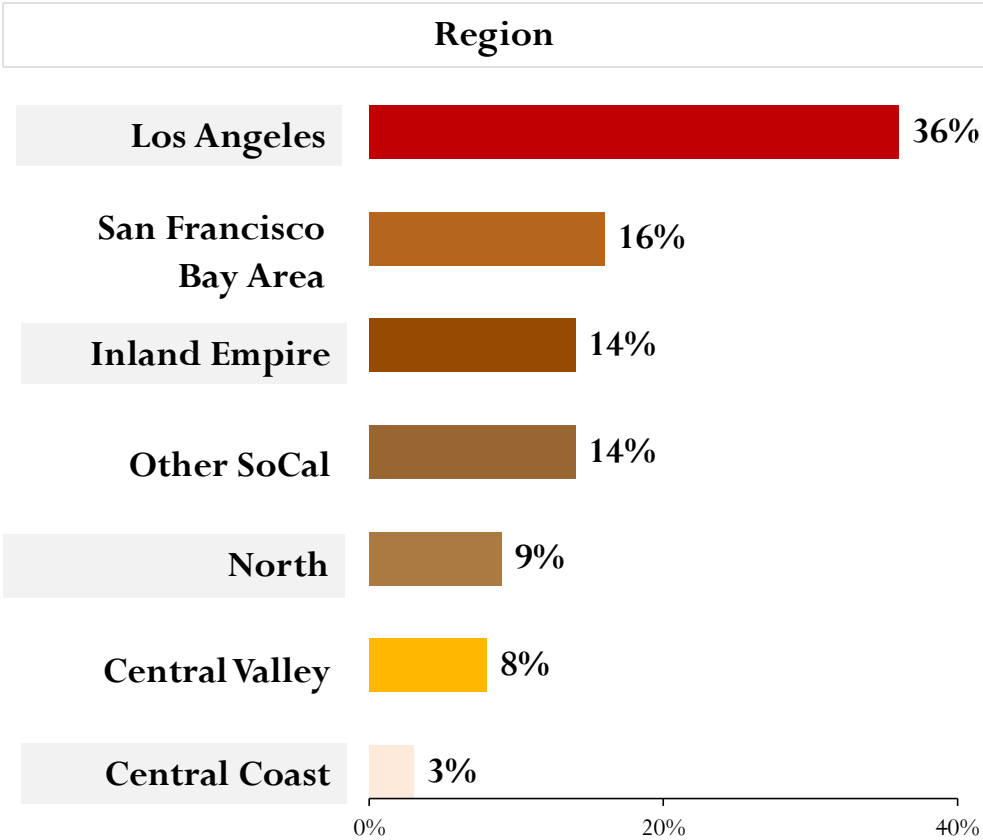 Region
Los Angeles
36%
San Francisco
Bay Area
16%
Inland Empire
14%
Other SoCal
14%
North
9%
Central Valley
8%
Central Coast
3%
0%
20%
40%